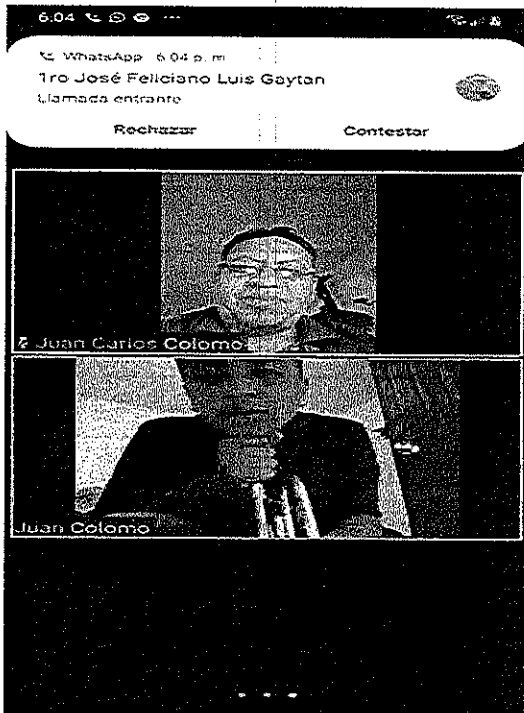 6:04
WhatsApp 6:04 p. m.
1ro José Feliciano Luis Gaytan
Llamada entrante
Rechazar Contestar
Juan Carlos Colomo
Juan Colomo